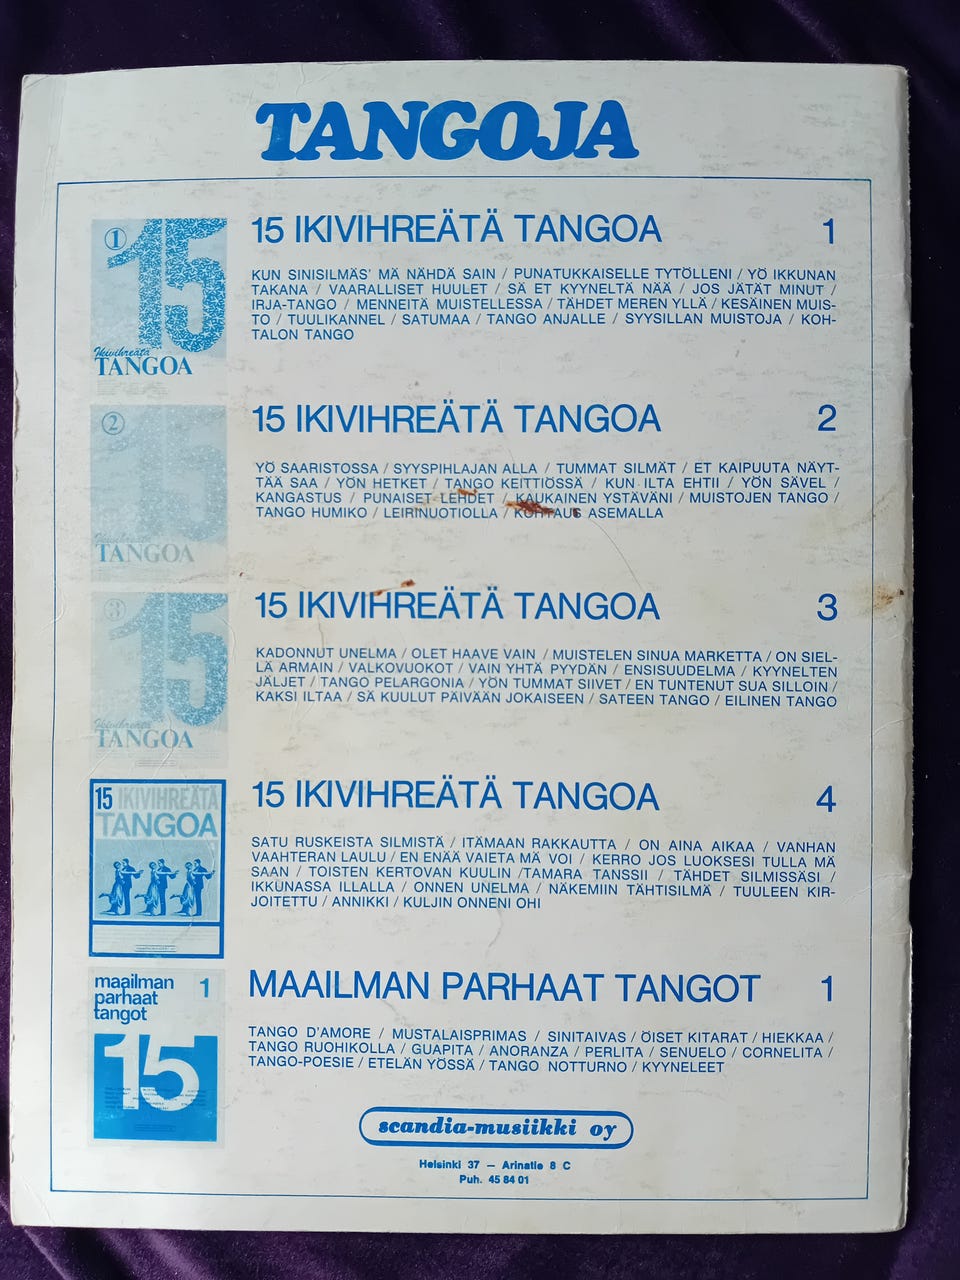 TANGOJA
1
15
Ikivihreätä
TANGOA
15 IKIVIHREÄTÄ TANGOA 1
KUN SINISILMÄS' MÄ NÄHDÄ SAIN / PUNATUKKAISELLE TYTÖLLENI / YÖ IKKUNAN
TAKANA / VAARALLISET HUULET / SÄ ET KYYNELTÄ NÄÄ / JOS JÄTÄT MINUT /
IRJA-TANGO / MENNEITÄ MUISTELLESSA / TÄHDET MEREN YLLÄ / KESÄINEN MUIS-
TO / TUULIKANNEL / SATUMAA / TANGO ANJALLE / SYYSILLAN MUISTOJA / KOH-
TALON TANGO
2
15
Ikivihreätä
TANGOA
15 IKIVIHREÄTÄ TANGOA 2
YÖ SAARISTOSSA / SYYSPIHLAJAN ALLA / TUMMAT SILMÄT / ET KAIPUUTA NÄYT-
TÄÄ SAA / YÖN HETKET / TANGO KEITTIÖSSÄ / KUN ILTA EHTII / YÖN SÄVEL /
KANGASTUS / PUNAISET LEHDET / KAUKAINEN YSTÄVÄNI / MUISTOJEN TANGO /
TANGO HUMIKO / LEIRINUOTIOLLA / KOHTAUS ASEMALLA
3
15
Ikivihreätä
TANGOA
15 IKIVIHREÄTÄ TANGOA 3
KADONNUT UNELMA / OLET HAAVE VAIN / MUISTELEN SINUA MARKETTA / ON SIEL-
LÄ ARMAIN / VALKOVUOKOT / VAIN YHTÄ PYYDÄN / ENSISUUDELMA / KYYNELTEN
JÄLJET / TANGO PELARGONIA / YÖN TUMMAT SIIVET / EN TUNTENUT SUA SILLOIN /
KAKSI ILTAA / SÄ KUULUT PÄIVÄÄN JOKAISEEN / SATEEN TANGO / EILINEN TANGO
15 IKIVIHREÄTÄ
TANGOA
15 IKIVIHREÄTÄ TANGOA 4
SATU RUSKEISTA SILMISTÄ / ITÄMAAN RAKKAUTTA / ON AINA AIKAA / VANHAN
VAAHTERAN LAULU / EN ENÄÄ VAIETA MÄ VOI / KERRO JOS LUOKSESI TULLA MÄ
SAAN / TOISTEN KERTOVAN KUULIN /TAMARA TANSSII / TÄHDET SILMISSÄSI /
IKKUNASSA ILLALLA / ONNEN UNELMA / NÄKEMIIN TÄHTISILMÄ / TUULEEN KIR-
JOITETTU / ANNIKKI / KULJIN ONNENI OHI
maailman 1
parhaat
tangot
15
MAAILMAN PARHAAT TANGOT 1
TANGO D'AMORE / MUSTALAISPRIMAS / SINITAIVAS / ÖISET KITARAT / HIEKKAA /
TANGO RUOHIKOLLA / GUAPITA / ANORANZA / PERLITA / SENUELO / CORNELITA /
TANGO-POESIE / ETELÄN YÖSSÄ / TANGO NOTTURNO / KYYNELEET
scandia-musiikki oy
Helsinki 37 — Arinatie 8 C
Puh. 45 84 01